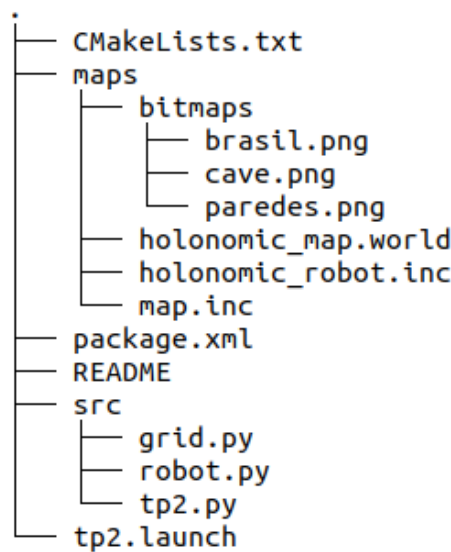 .
CMakeLists.txt
maps
bitmaps
brasil.png
cave.png
paredes.png
holonomic_map.world
holonomic_robot.inc
map.inc
package.xml
README
src
grid.py
robot.py
tp2.py
tp2.launch